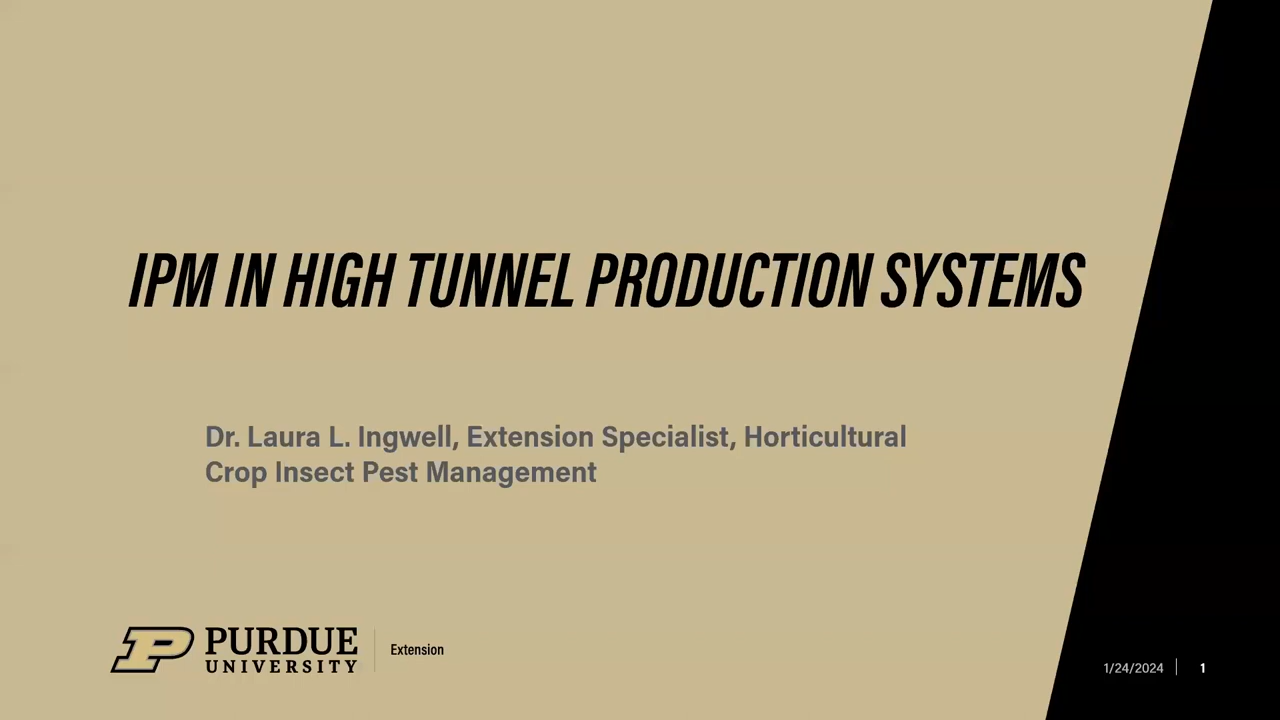 IPM IN HIGH TUNNEL PRODUCTION SYSTEMS
Dr. Laura L. Ingwell, Extension Specialist, Horticultural
Crop Insect Pest Management
P PURDUE
UNIVERSITY
Extension
1/24/2024 | 1